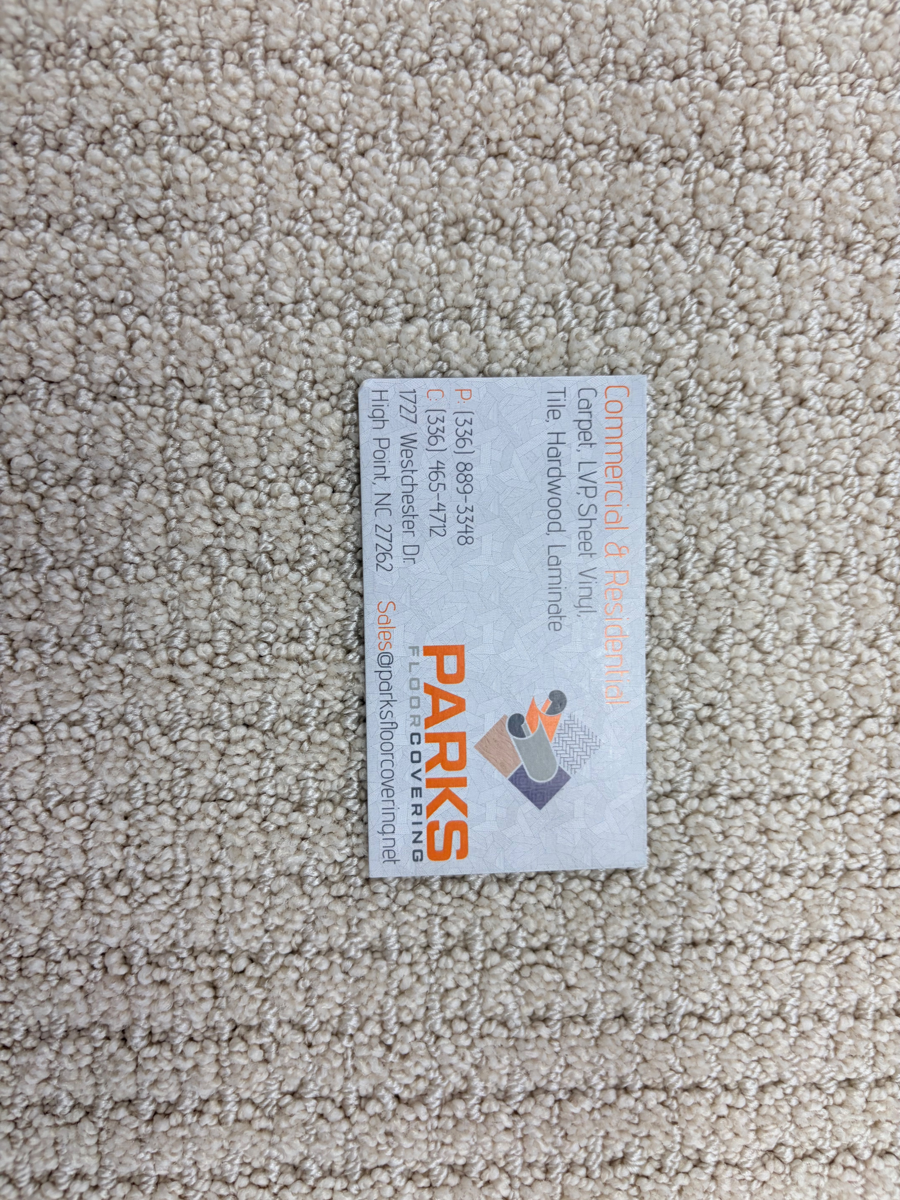 Commercial & Residential
Carpet, LVP, Sheet Vinyl,
Tile, Hardwood, Laminate
P: (336) 889-3348
C: (336) 465-4712
1727 Westchester Dr.
High Point, NC 27262
PARKS
FLOORCOVERING
Sales@parksfloorcovering.net